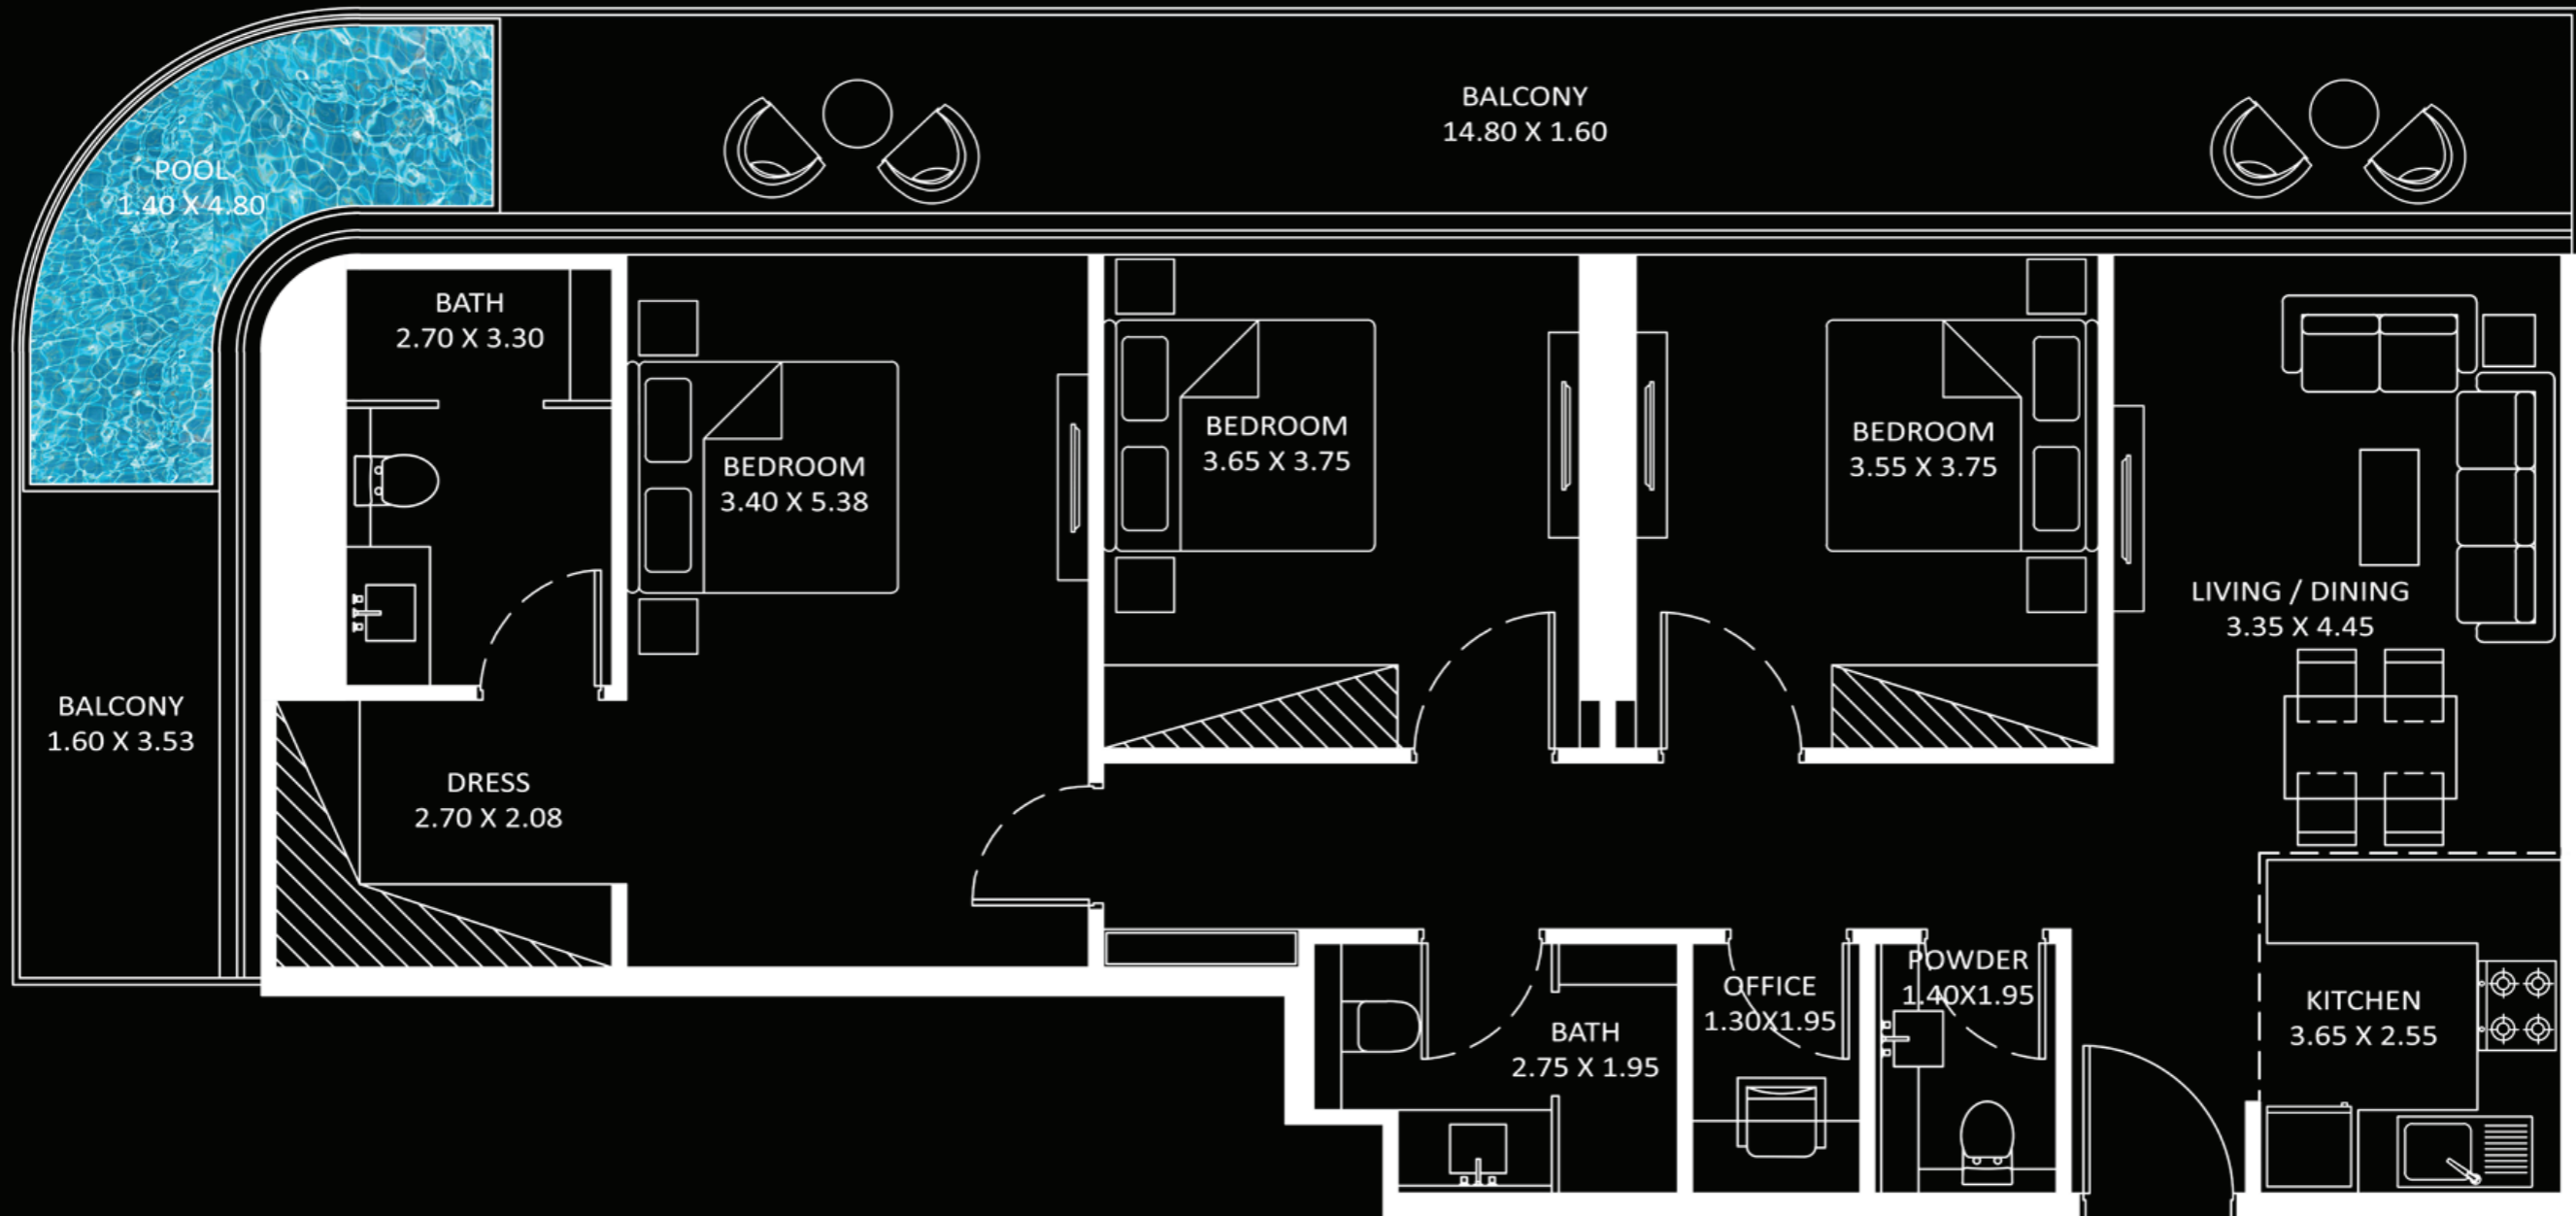 BALCONY
14.80 X 1.60
POOL
1.40 X 4.80
BATH
2.70 X 3.30
BEDROOM
3.40 X 5.38
BEDROOM
3.65 X 3.75
BEDROOM
3.55 X 3.75
LIVING / DINING
3.35 X 4.45
BALCONY
1.60 X 3.53
DRESS
2.70 X 2.08
BATH
2.75 X 1.95
OFFICE
1.30X1.95
POWDER
1.40X1.95
KITCHEN
3.65 X 2.55